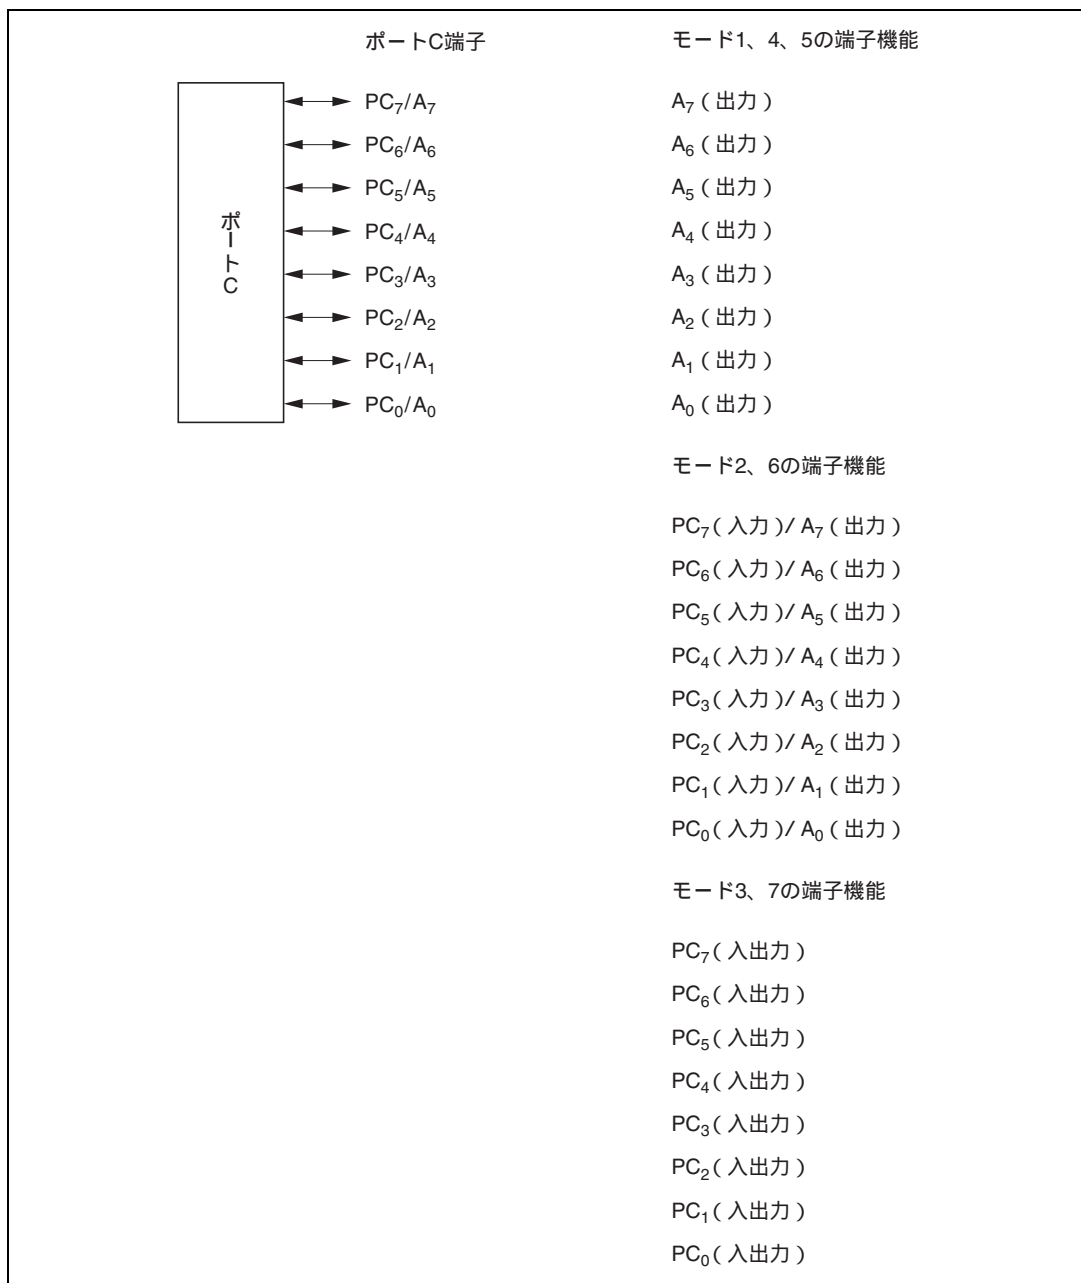 ポートC端子 モード1、4、5の端子機能
PC7/A7 A7(出力)
PC6/A6 A6(出力)
PC5/A5 A5(出力)
PC4/A4 A4(出力)
PC3/A3 A3(出力)
PC2/A2 A2(出力)
PC1/A1 A1(出力)
PC0/A0 A0(出力)
ポートC
モード2、6の端子機能
PC7(入力)/ A7(出力)
PC6(入力)/ A6(出力)
PC5(入力)/ A5(出力)
PC4(入力)/ A4(出力)
PC3(入力)/ A3(出力)
PC2(入力)/ A2(出力)
PC1(入力)/ A1(出力)
PC0(入力)/ A0(出力)
モード3、7の端子機能
PC7(入出力)
PC6(入出力)
PC5(入出力)
PC4(入出力)
PC3(入出力)
PC2(入出力)
PC1(入出力)
PC0(入出力)